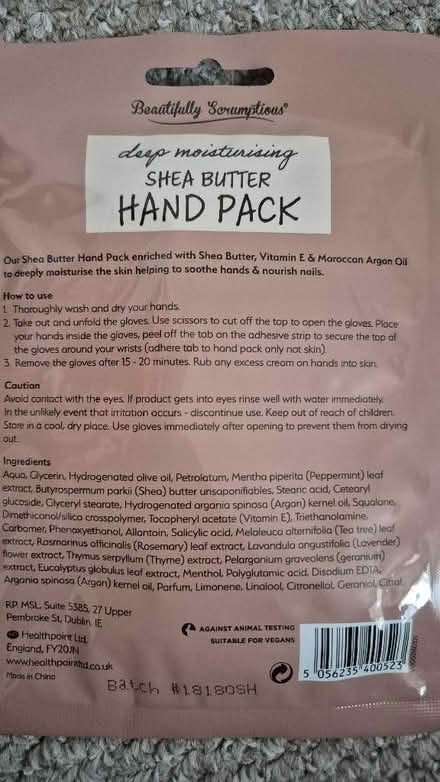 Beautifully Scrumptious®
deep moisturising
SHEA BUTTER
HAND PACK
Our Shea Butter Hand Pack enriched with Shea Butter, Vitamin E & Moroccan Argan Oil
to deeply moisturise the skin helping to soothe hands & nourish nails.
How to use
1. Thoroughly wash and dry your hands.
2. Take out and unfold the gloves. Use scissors to cut off the top to open the gloves. Place
your hands inside the gloves, peel off the tab on the adhesive strip to secure the top of
the gloves around your wrists (adhere tab to hand pack only not skin).
3. Remove the gloves after 15 - 20 minutes. Rub any excess cream on hands into skin.
Caution
Avoid contact with the eyes. If product gets into eyes rinse well with water immediately.
In the unlikely event that irritation occurs - discontinue use. Keep out of reach of children.
Store in a cool, dry place. Use gloves immediately after opening to prevent them from drying
out.
Ingredients
Aqua, Glycerin, Hydrogenated olive oil, Petrolatum, Mentha piperita (Peppermint) leaf
extract, Butyrospermum parkii (Shea) butter unsaponifiables, Stearic acid, Cetearyl
glucoside, Glyceryl stearate, Hydrogenated argania spinosa (Argan) kernel oil, Squalane,
Dimethiconol/silica crosspolymer, Tocopheryl acetate (Vitamin E), Triethanolamine,
Carbomer, Phenoxyethanol, Allantoin, Salicylic acid, Melaleuca alternifolia (Tea tree) leaf
extract, Rosmarinus officinalis (Rosemary) leaf extract, Lavandula angustifolia (Lavender)
flower extract, Thymus serpyllum (Thyme) extract, Pelargonium graveolens (geranium)
extract, Eucalyptus globulus leaf extract, Menthol, Polyglutamic acid, Disodium EDTA,
Argania spinosa (Argan) kernel oil, Parfum, Limonene, Linalool, Citronellol, Geraniol, Citral.
RP. MSL, Suite 5385, 27 Upper
Pembroke St, Dublin. IE
Healthpoint Ltd,
England, FY20JN
www.healthpointltd.co.uk
Made in China
Batch #18180SH
AGAINST ANIMAL TESTING
SUITABLE FOR VEGANS
5 056235 400523